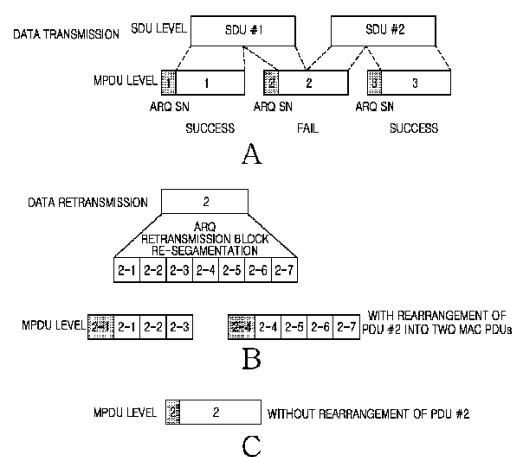 DATA TRANSMISSION SDU LEVEL SDU #1 SDU #2
MPDU LEVEL 1 1 2 2 3 3
ARQ SN ARQ SN ARQ SN
SUCCESS FAIL SUCCESS
A
DATA RETRANSMISSION 2
ARQ
RETRANSMISSION BLOCK
RE-SEGAMENTATION
2-1 2-2 2-3 2-4 2-5 2-6 2-7
MPDU LEVEL 2-1 2-1 2-2 2-3 2-4 2-4 2-5 2-6 2-7 WITH REARRANGEMENT OF
PDU #2 INTO TWO MAC PDUs
B
MPDU LEVEL 2 2 WITHOUT REARRANGEMENT OF PDU #2
C